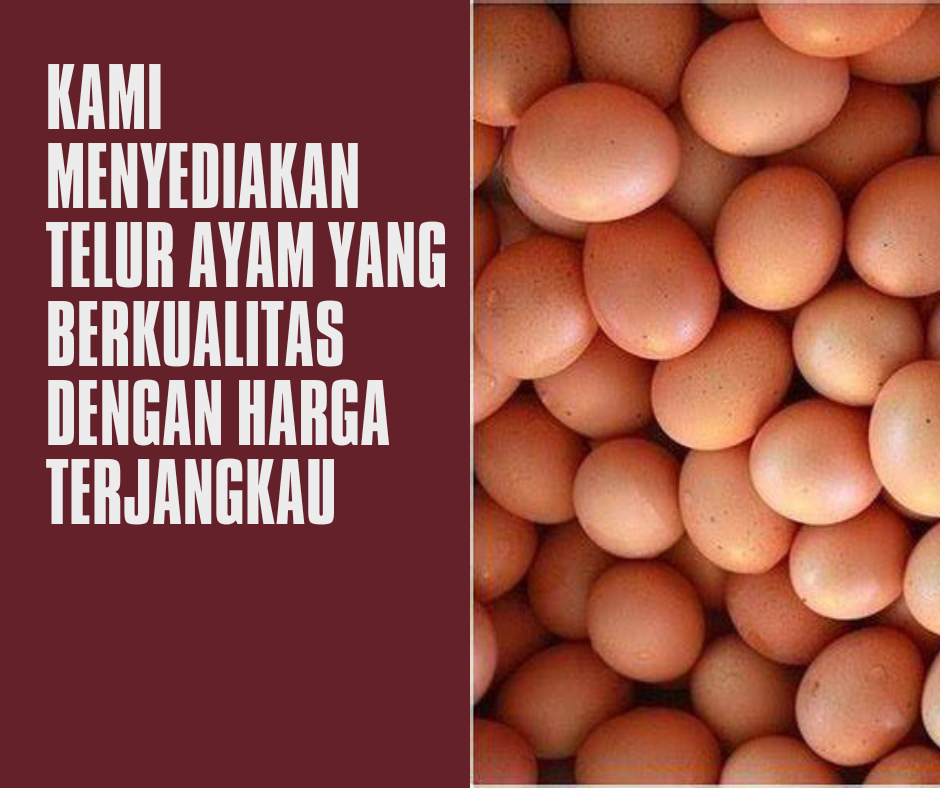 KAMI
MENYEDIAKAN
TELUR AYAM YANG
BERKUALITAS
DENGAN HARGA
TERJANGKAU